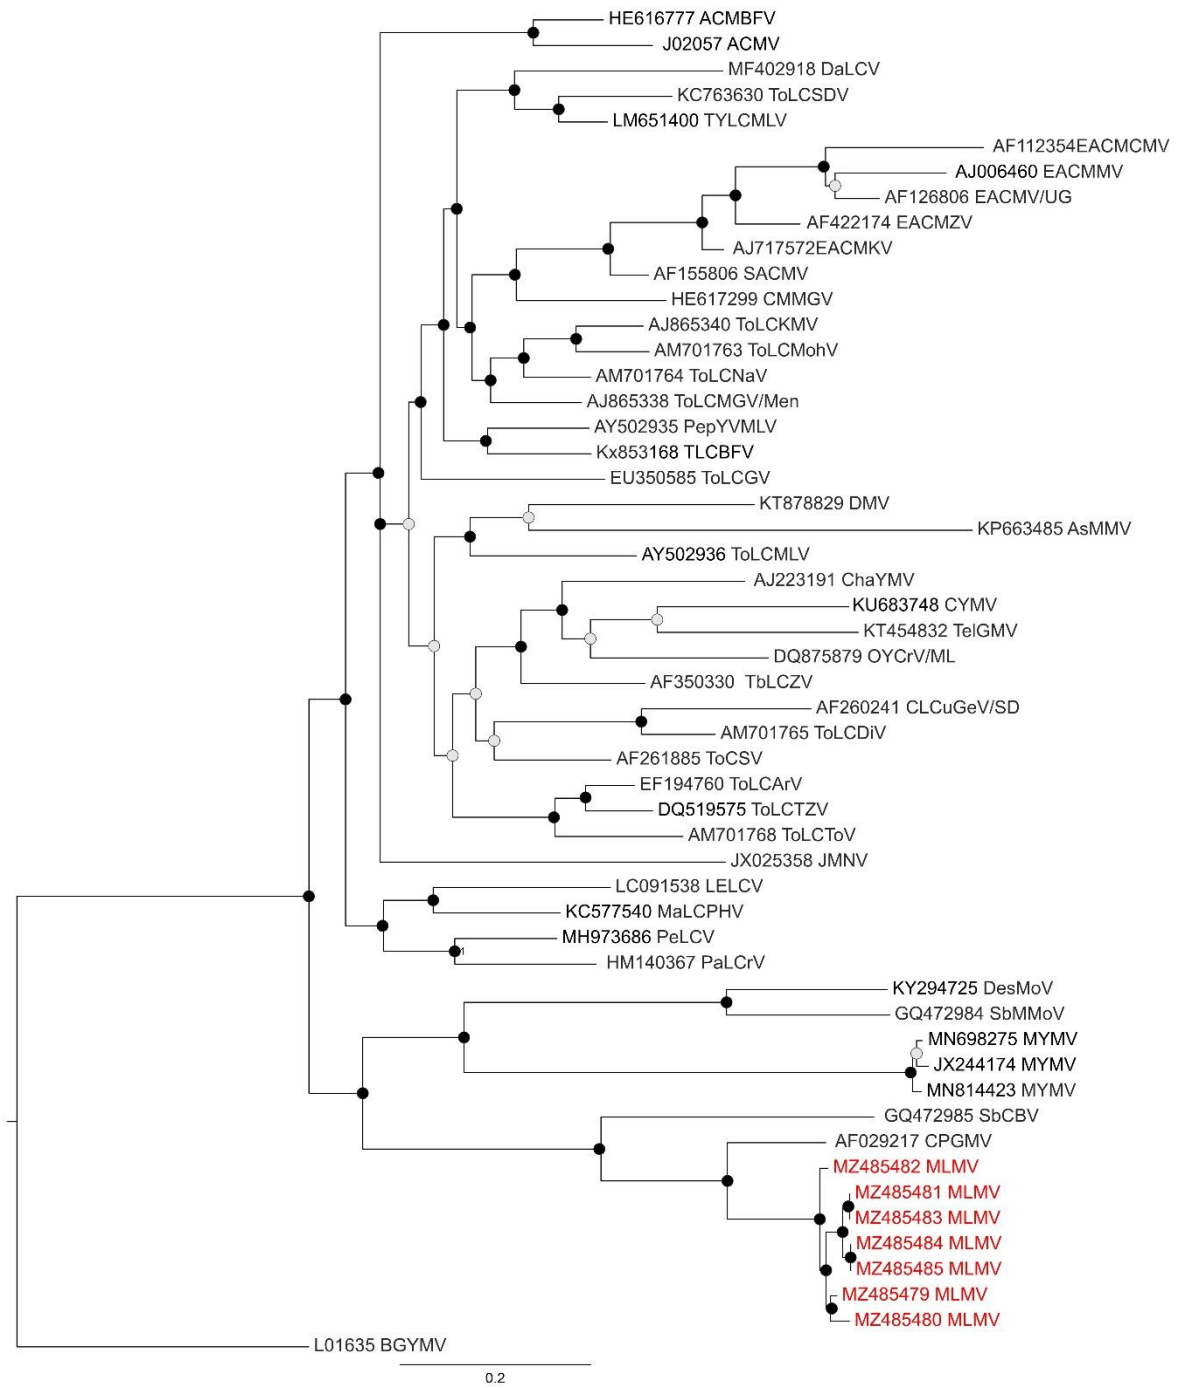 HE616777 ACMBFV
J02057 ACMV
MF402918 DaLCV
KC763630 ToLCSDV
LM651400 TYLCMLV
AF112354EACMCMV
AJ006460 EACMMV
AF126806 EACMV/UG
AF422174 EACMZV
AJ717572EACMKV
AF155806 SACMV
HE617299 CMMGV
AJ865340 ToLCKMV
AM701763 ToLCMohV
AM701764 ToLCNaV
AJ865338 ToLCMGV/Men
AY502935 PepYVMLV
Kx853168 TLCBFV
EU350585 ToLCGV
KT878829 DMV
KP663485 AsMMV
AY502936 ToLCMLV
AJ223191 ChaYMV
KU683748 CYMV
KT454832 TelGMV
DQ875879 OYCrV/ML
AF350330 TbLCZV
AF260241 CLCuGeV/SD
AM701765 ToLCDiV
AF261885 ToCSV
EF194760 ToLCArV
DQ519575 ToLCTZV
AM701768 ToLCToV
JX025358 JMNV
LC091538 LELCV
KC577540 MaLCPHV
MH973686 PeLCV
1
HM140367 PaLCrV
KY294725 DesMoV
GQ472984 SbMMoV
MN698275 MYMV
JX244174 MYMV
MN814423 MYMV
GQ472985 SbCBV
AF029217 CPGMV
MZ485482 MLMV
MZ485481 MLMV
MZ485483 MLMV
MZ485484 MLMV
MZ485485 MLMV
MZ485479 MLMV
MZ485480 MLMV
L01635 BGYMV
0.2